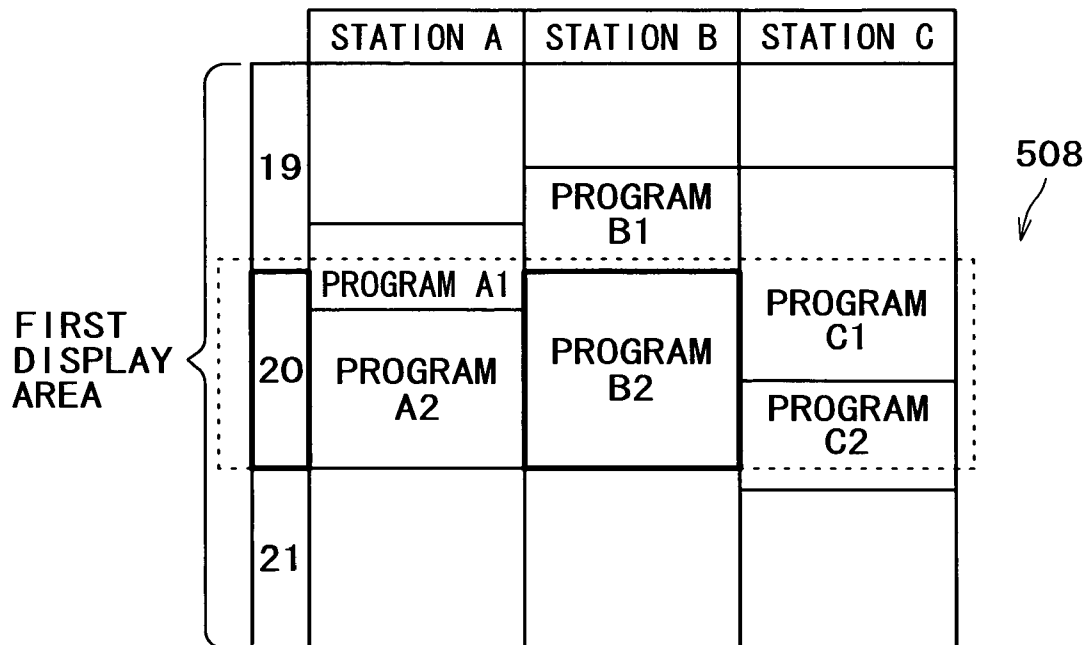 STATION A STATION B STATION C
19
508
PROGRAM
B1
PROGRAM A1
PROGRAM
C1
FIRST
DISPLAY
AREA
20
PROGRAM
A2
PROGRAM
B2
PROGRAM
C2
21